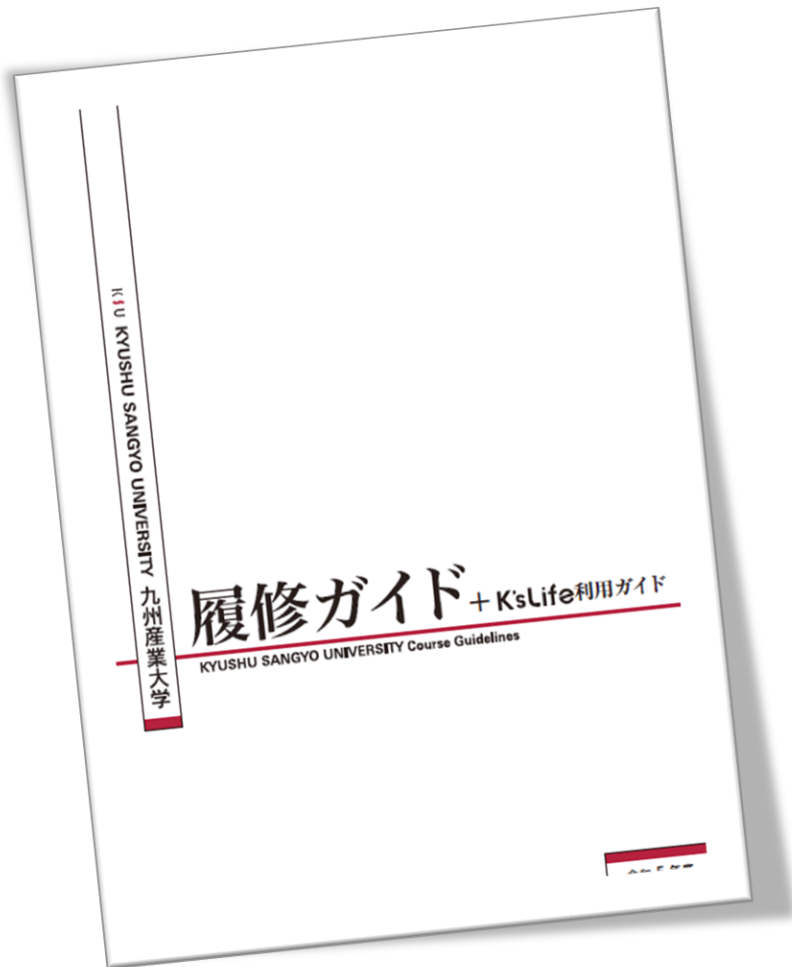 KSU KYUSHU SANGYO UNIVERSITY 九州産業大学
履修ガイド+K'sLife利用ガイド
KYUSHU SANGYO UNIVERSITY Course Guidelines